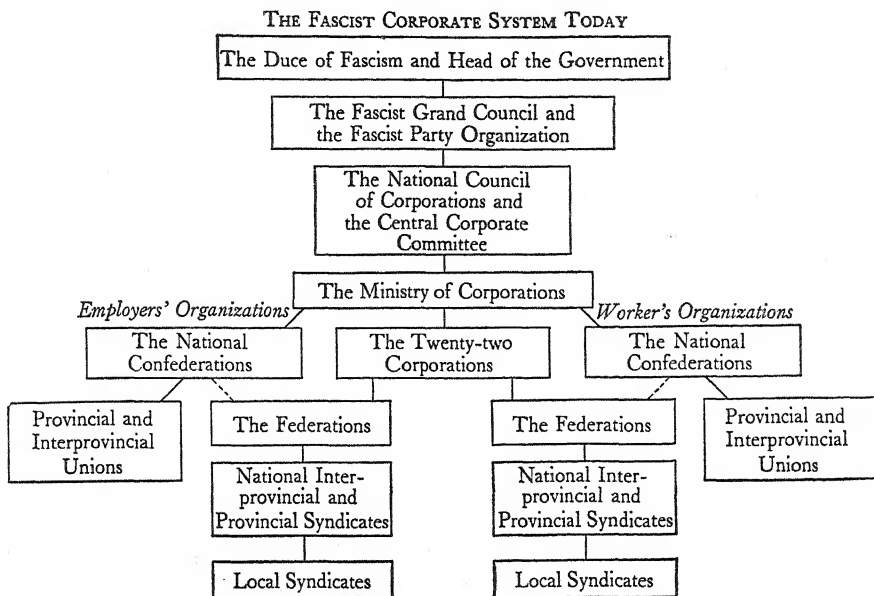 THE FASCIST CORPORATE SYSTEM TODAY
The Duce of Fascism and Head of the Government
The Fascist Grand Council and
the Fascist Party Organization
The National Council
of Corporations and
the Central Corporate
Committee
The Ministry of Corporations
Employers' Organizations
Worker's Organizations
The National
Confederations
The Twenty-two
Corporations
The National
Confederations
Provincial and
Interprovincial
Unions
The Federations
The Federations
Provincial and
Interprovincial
Unions
National Inter-
provincial and
Provincial Syndicates
National Inter-
provincial and
Provincial Syndicates
Local Syndicates
Local Syndicates